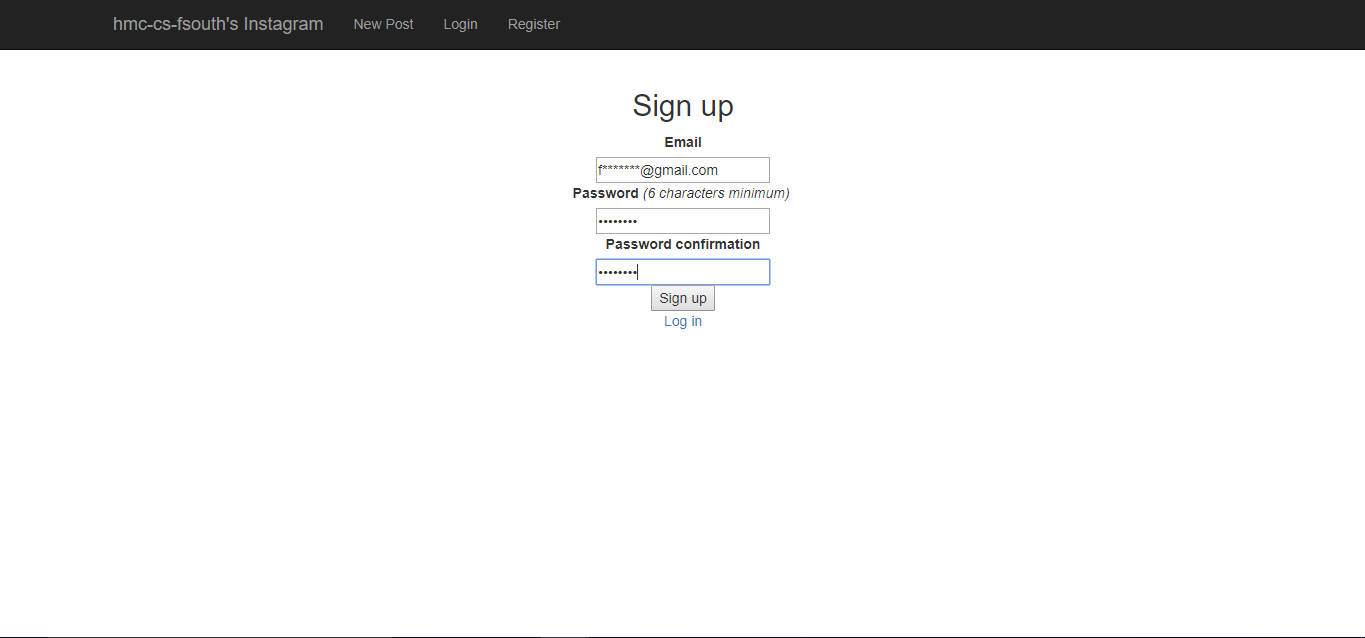 hmc-cs-fsouth's Instagram New Post Login Register
Sign up
Email
f*******@gmail.com
Password (6 characters minimum)
••••••••
Password confirmation
••••••••
Sign up
Log in